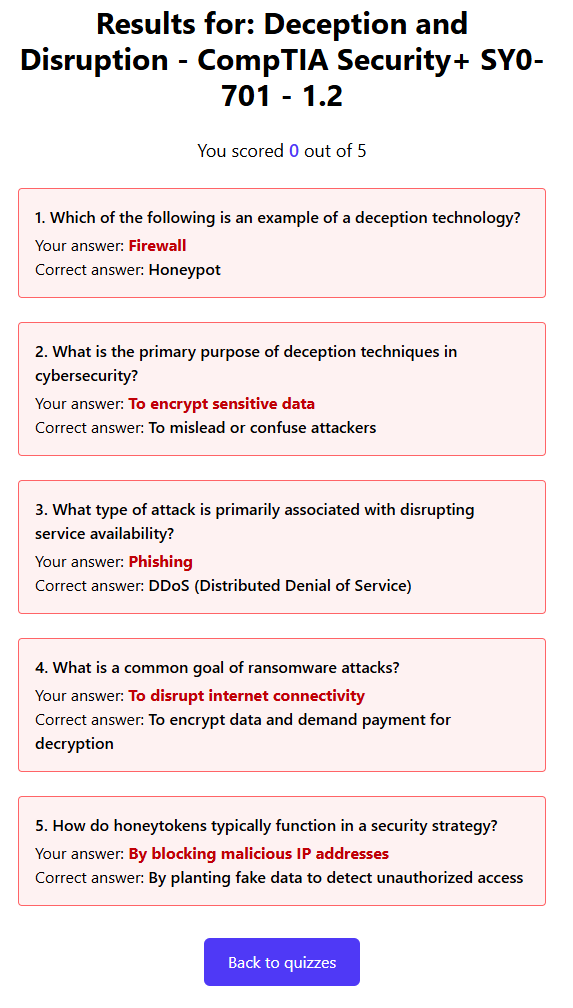 Results for: Deception and
Disruption - CompTIA Security+ SY0-
701 - 1.2
You scored 0 out of 5
1. Which of the following is an example of a deception technology?
Your answer: Firewall
Correct answer: Honeypot
2. What is the primary purpose of deception techniques in
cybersecurity?
Your answer: To encrypt sensitive data
Correct answer: To mislead or confuse attackers
3. What type of attack is primarily associated with disrupting
service availability?
Your answer: Phishing
Correct answer: DDoS (Distributed Denial of Service)
4. What is a common goal of ransomware attacks?
Your answer: To disrupt internet connectivity
Correct answer: To encrypt data and demand payment for
decryption
5. How do honeytokens typically function in a security strategy?
Your answer: By blocking malicious IP addresses
Correct answer: By planting fake data to detect unauthorized access
Back to quizzes